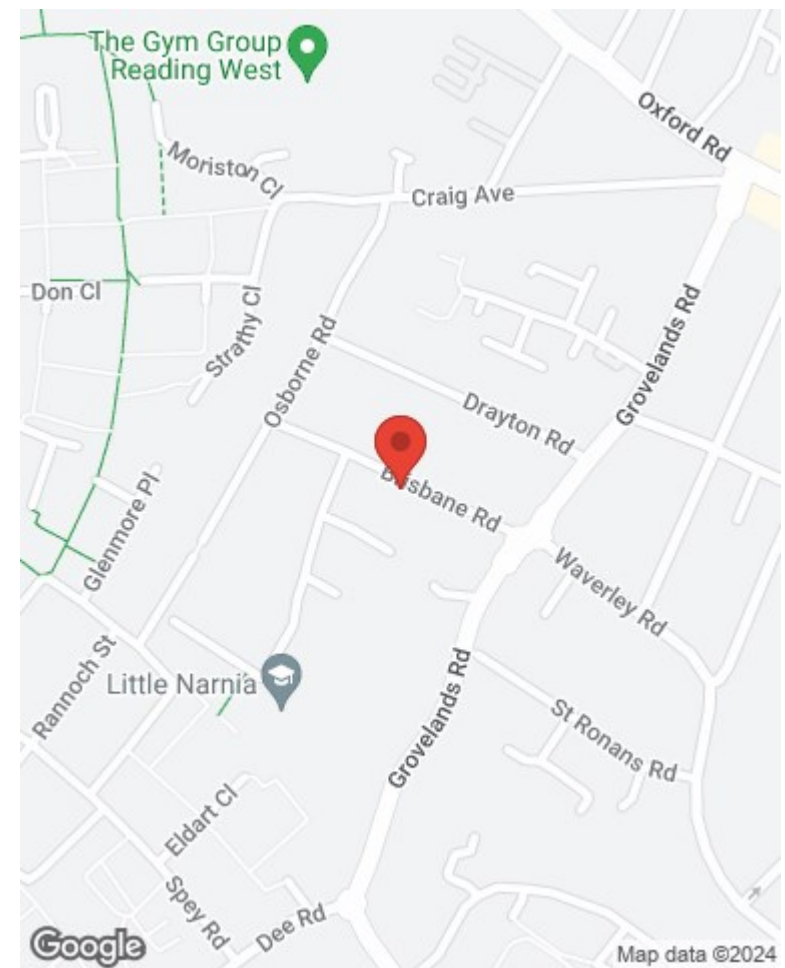 The Gym Group
Reading West
Oxford Rd
Moriston Cl
Craig Ave
Don Cl
Strathy Cl
Osborne Rd
Grovelands Rd
Drayton Rd
Brisbane Rd
Glenmore Pl
Waverley Rd
Rannoch St
Little Narnia
Grovelands Rd
St Ronans Rd
Eldart Cl
Spey Rd
Dee Rd
Google
Map data ©2024